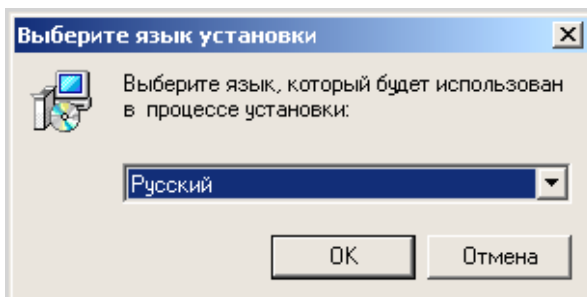 Выберите язык установки
Выберите язык, который будет использован
в процессе установки:
Русский
OK
Отмена